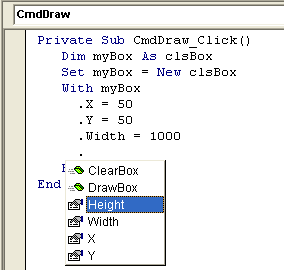 CmdDraw
Private Sub CmdDraw_Click()
Dim myBox As clsBox
Set myBox = New clsBox
With myBox
.X = 50
.Y = 50
.Width = 1000
.
ClearBox
End
DrawBox
Height
Width
X
Y